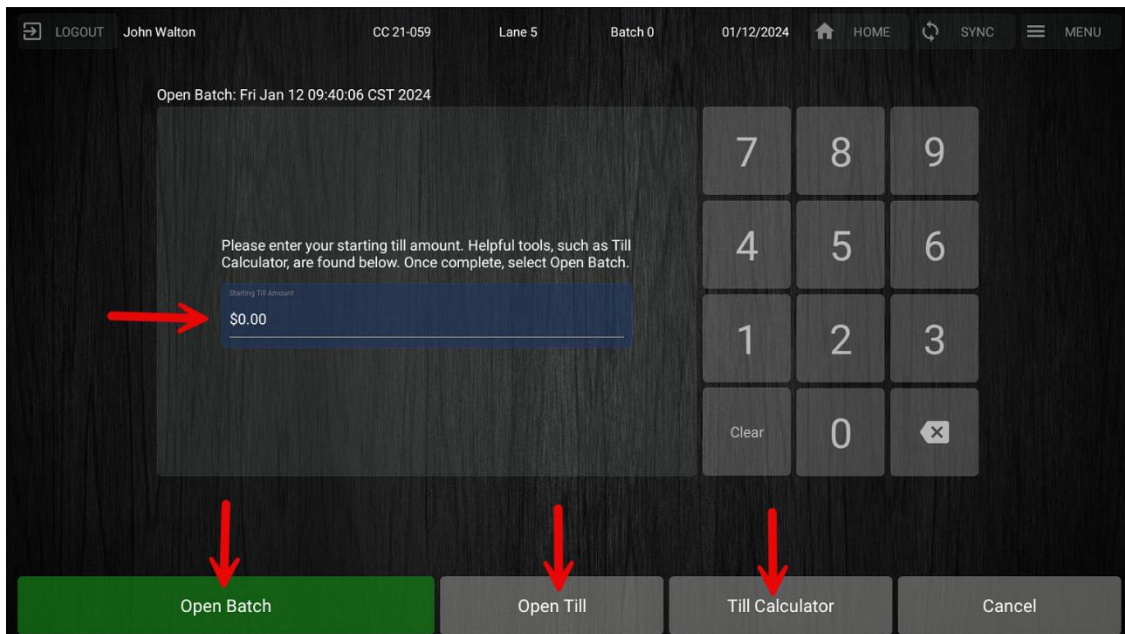 LOGOUT John Walton CC 21-059 Lane 5 Batch 0 01/12/2024 HOME SYNC MENU
Open Batch: Fri Jan 12 09:40:06 CST 2024
7 8 9
Please enter your starting till amount. Helpful tools, such as Till
Calculator, are found below. Once complete, select Open Batch.
4 5 6
Starting Till Amount
$0.00
1 2 3
Clear 0
Open Batch Open Till Till Calculator Cancel